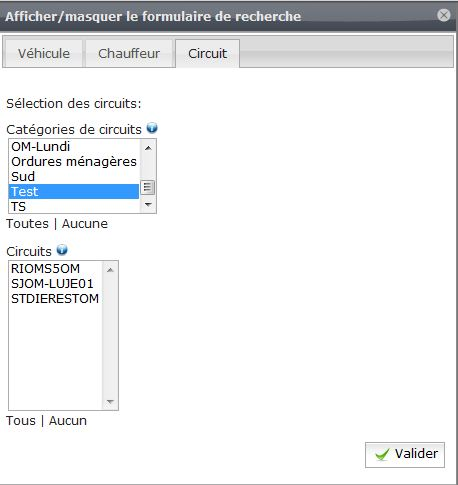 Afficher/masquer le formulaire de recherche
Véhicule Chauffeur Circuit
Sélection des circuits:
Catégories de circuits
OM-Lundi
Ordures ménagères
Sud
Test
TS
Toutes | Aucune
Circuits
RIOMS5OM
SJOM-LUJE01
STDIERESTOM
Tous | Aucun
Valider